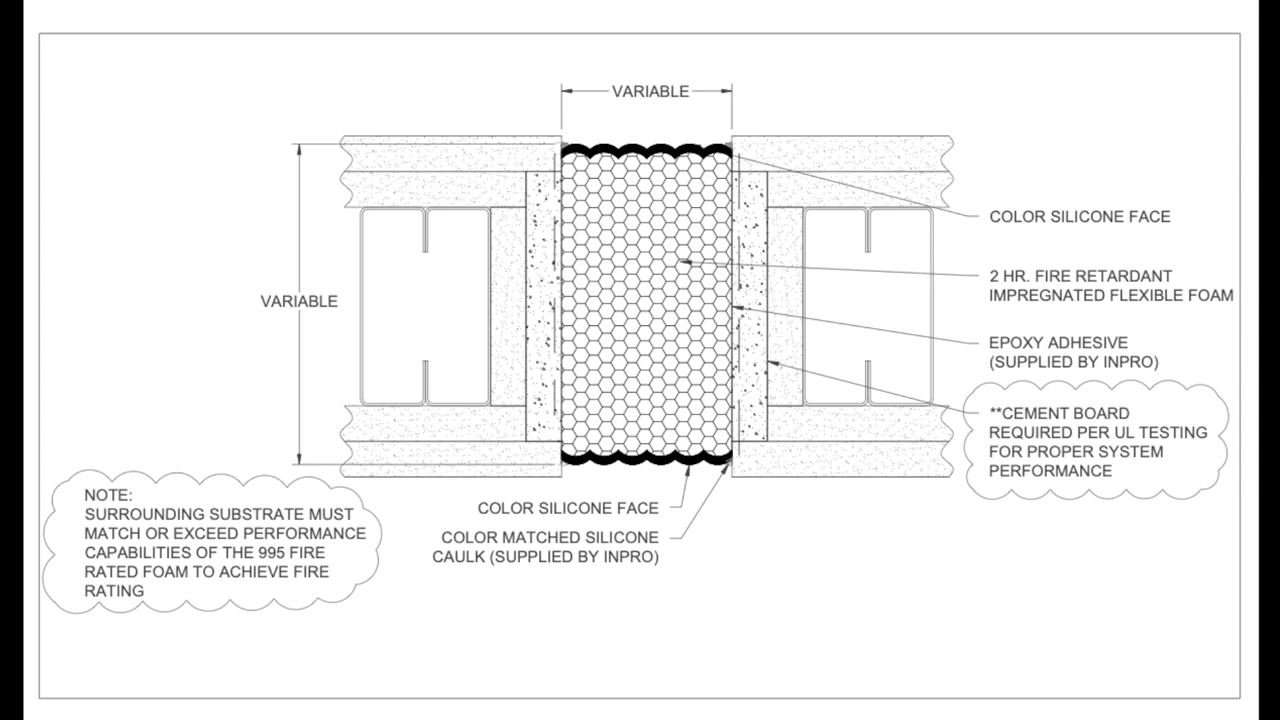 VARIABLE
VARIABLE
COLOR SILICONE FACE
2 HR. FIRE RETARDANT
IMPREGNATED FLEXIBLE FOAM
EPOXY ADHESIVE
(SUPPLIED BY INPRO)
**CEMENT BOARD
REQUIRED PER UL TESTING
FOR PROPER SYSTEM
PERFORMANCE
NOTE:
SURROUNDING SUBSTRATE MUST
MATCH OR EXCEED PERFORMANCE
CAPABILITIES OF THE 995 FIRE
RATED FOAM TO ACHIEVE FIRE
RATING
COLOR SILICONE FACE
COLOR MATCHED SILICONE
CAULK (SUPPLIED BY INPRO)